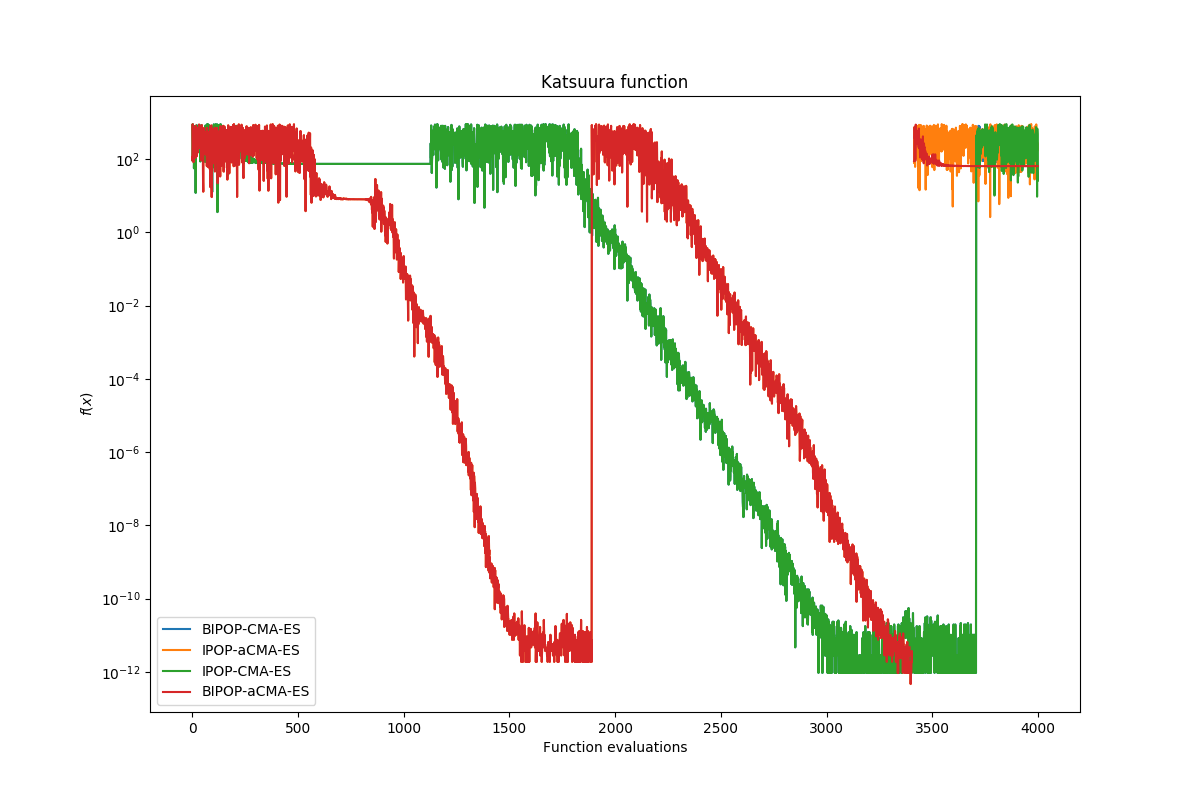 Katsuura function
f(x)
10^2
10^0
10^−2
10^−4
10^−6
10^−8
10^−10
10^−12
BIPOP-CMA-ES
IPOP-aCMA-ES
IPOP-CMA-ES
BIPOP-aCMA-ES
0 500 1000 1500 2000 2500 3000 3500 4000
Function evaluations